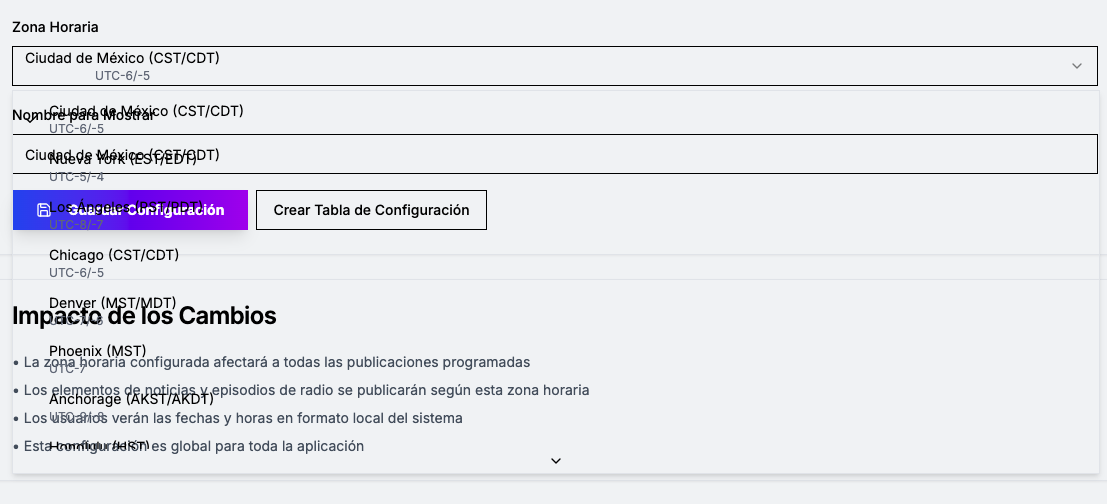 Zona Horaria
Ciudad de México (CST/CDT)
UTC-6/-5
Ciudad de México (CST/CDT)
Nombre para Mostrar
UTC-6/-5
Ciudad de México (CST/CDT)
Nueva York (EST/EDT)
UTC-5/-4
Los Ángeles (PST/PDT)
Guardar Configuración
Crear Tabla de Configuración
UTC-8/-7
Chicago (CST/CDT)
UTC-6/-5
Denver (MST/MDT)
Impacto de los Cambios
UTC-7/-6
Phoenix (MST)
• La zona horaria configurada afectará a todas las publicaciones programadas
UTC-7
• Los elementos de noticias y episodios de radio se publicarán según esta zona horaria
Anchorage (AKST/AKDT)
UTC-9/-8
• Los usuarios verán las fechas y horas en formato local del sistema
• Esta configuración es global para toda la aplicación
(HST)